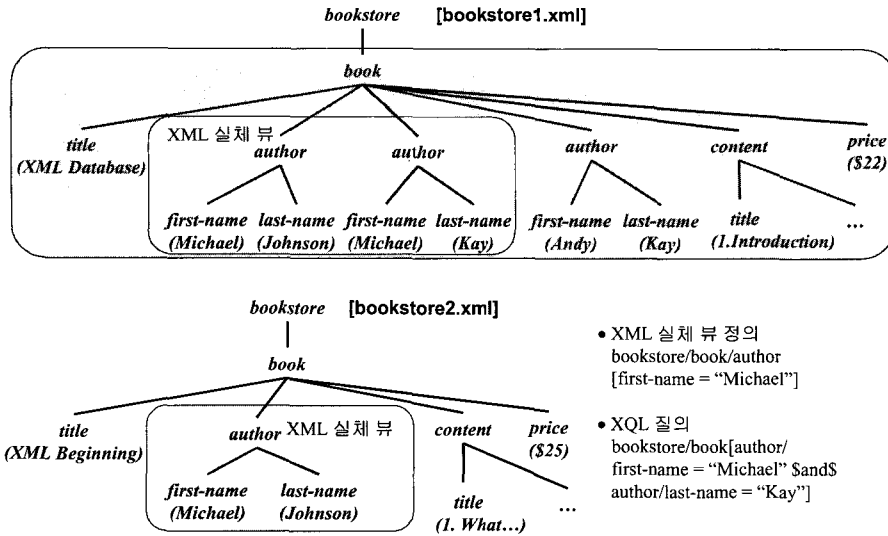 bookstore [bookstore1.xml]
book
XML 실체 뷰
title author author author content price
(XML Database) ($22)
first-name last-name first-name last-name first-name last-name title ...
(Michael) (Johnson) (Michael) (Kay) (Andy) (Kay) (1.Introduction)
bookstore [bookstore2.xml]
book
title author XML 실체 뷰 content price
(XML Beginning) ($25)
first-name last-name title ...
(Michael) (Johnson) (1. What...)
• XML 실체 뷰 정의
bookstore/book/author
[first-name = “Michael”]
• XQL 질의
bookstore/book[author/
first-name = “Michael” $and$
author/last-name = “Kay”]